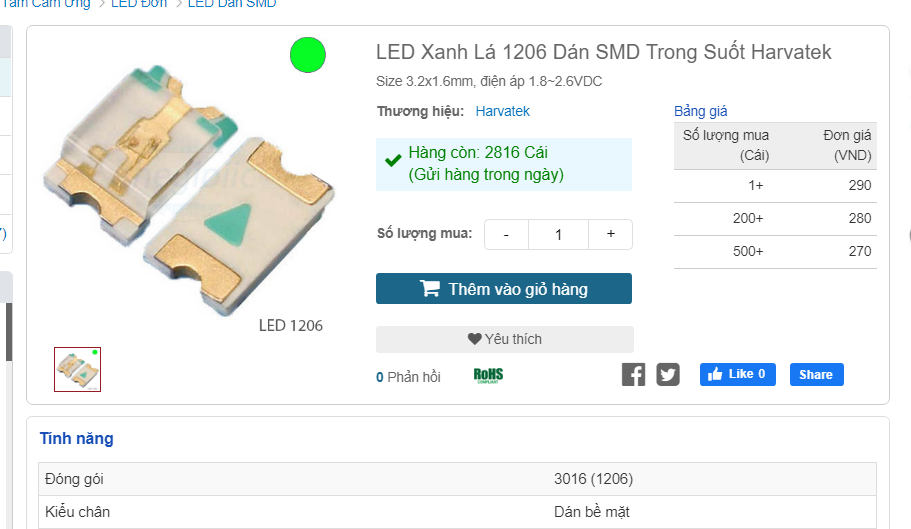 Tấm Cảm Ứng > LED Đơn > LED Dán SMD
LED Xanh Lá 1206 Dán SMD Trong Suốt Harvatek
Size 3.2x1.6mm, điện áp 1.8~2.6VDC
Thương hiệu: Harvatek
Hàng còn: 2816 Cái
(Gửi hàng trong ngày)
Số lượng mua: - 1 +
Thêm vào giỏ hàng
Yêu thích
0 Phản hồi
RoHS
COMPLIANT
Like 0
Share
Bảng giá
Số lượng mua (Cái)
Đơn giá (VND)
1+ 290
200+ 280
500+ 270
LED 1206
Tính năng
Đóng gói 3016 (1206)
Kiểu chân Dán bề mặt